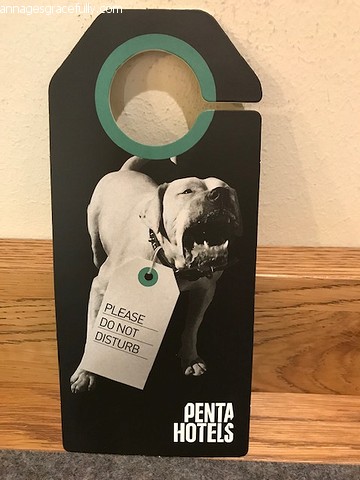 annagesgracefully.com
PLEASE
DO NOT
DISTURB
PENTA
HOTELS